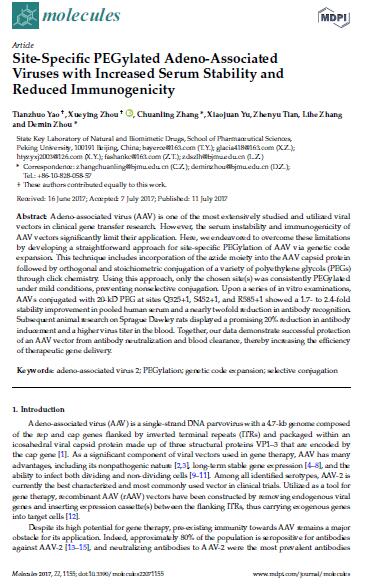 molecules
MDPI
Article
Site-Specific PEGylated Adeno-Associated
Viruses with Increased Serum Stability and
Reduced Immunogenicity
Tianzhuo Yao †, Xueying Zhou †, Chuanling Zhang *, Xiaojuan Yu, Zhenyu Tian, Lihe Zhang
and Demin Zhou *
State Key Laboratory of Natural and Biomimetic Drugs, School of Pharmaceutical Sciences,
Peking University, 100191 Beijing, China; bayerce@163.com (T.Y.); glacia418@163.com (X.Z.);
hyxyxj2003@126.com (X.Y.); fashankc@163.com (Z.T.); zdszlh@bjmu.edu.cn (L.Z.)
* Correspondence: zhangchuanling@bjmu.edu.cn (C.Z.); deminzhou@bjmu.edu.cn (D.Z.);
Tel.: +86-10-828-058-57
† These authors contributed equally to this work.
Received: 16 June 2017; Accepted: 7 July 2017; Published: 11 July 2017
Abstract: Adeno-associated virus (AAV) is one of the most extensively studied and utilized viral
vectors in clinical gene transfer research. However, the serum instability and immunogenicity of
AAV vectors significantly limit their application. Here, we endeavored to overcome these limitations
by developing a straightforward approach for site-specific PEGylation of AAV via genetic code
expansion. This technique includes incorporation of the azide moiety into the AAV capsid protein
followed by orthogonal and stoichiometric conjugation of a variety of polyethylene glycols (PEGs)
through click chemistry. Using this approach, only the chosen site(s) was consistently PEGylated
under mild conditions, preventing nonselective conjugation. Upon a series of in vitro examinations,
AAVs conjugated with 20-kD PEG at sites Q325+1, S452+1, and R585+1 showed a 1.7- to 2.4-fold
stability improvement in pooled human serum and a nearly twofold reduction in antibody recognition.
Subsequent animal research on Sprague Dawley rats displayed a promising 20% reduction in antibody
inducement and a higher virus titer in the blood. Together, our data demonstrate successful protection
of an AAV vector from antibody neutralization and blood clearance, thereby increasing the efficiency
of therapeutic gene delivery.
Keywords: adeno-associated virus 2; PEGylation; genetic code expansion; selective conjugation
1. Introduction
Adeno-associated virus (AAV) is a single-strand DNA parvovirus with a 4.7-kb genome composed
of the rep and cap genes flanked by inverted terminal repeats (ITRs) and packaged within an
icosahedral viral capsid protein made up of three structural proteins VP1–3 that are encoded by
the cap gene [1]. As a significant component of viral vectors used in gene therapy, AAV has many
advantages, including its nonpathogenic nature [2,3], long-term stable gene expression [4–8], and the
ability to infect both dividing and non-dividing cells [9–11]. Among all identified serotypes, AAV-2 is
currently the best characterized and most commonly used vector in clinical trials. Utilized as a tool for
gene therapy, recombinant AAV (rAAV) vectors have been constructed by removing endogenous viral
genes and inserting expression cassette(s) between the flanking ITRs, thus carrying exogenous genes
into target cells [12].
Despite its high potential for gene therapy, pre-existing immunity towards AAV remains a major
obstacle for its application. Indeed, approximately 80% of the population is seropositive for antibodies
against AAV-2 [13–15], and neutralizing antibodies to AAV-2 were the most prevalent antibodies
Molecules 2017, 22, 1155; doi:10.3390/molecules22071155
www.mdpi.com/journal/molecules